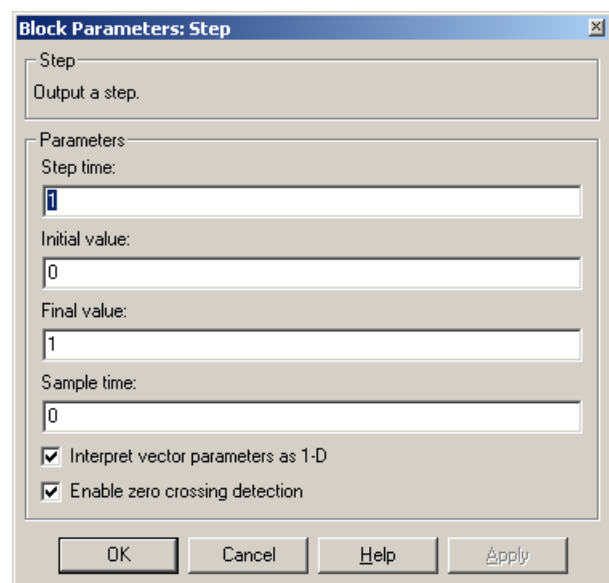 Block Parameters: Step
Step
Output a step.
Parameters
Step time:
1
Initial value:
0
Final value:
1
Sample time:
0
Interpret vector parameters as 1-D
Enable zero crossing detection
OK Cancel Help Apply